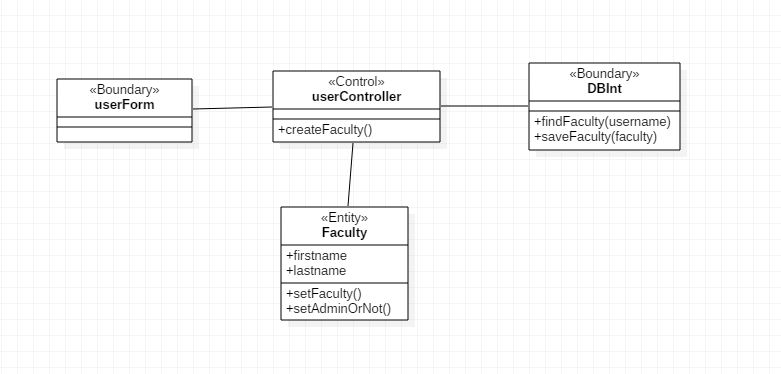 «Boundary»
userForm
«Control»
userController
+createFaculty()
«Boundary»
DBInt
+findFaculty(username)
+saveFaculty(faculty)
«Entity»
Faculty
+firstname
+lastname
+setFaculty()
+setAdminOrNot()